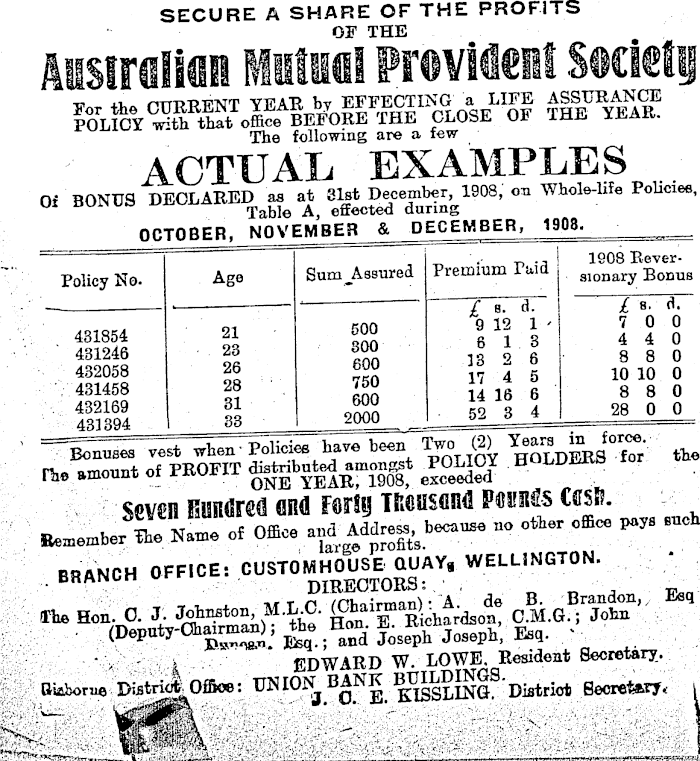 SECURE A SHARE OF THE PROFITS
OF THE
Australian Mutual Provident Society
For the CURRENT YEAR by EFFECTING a LIFE ASSURANCE
POLICY with that office BEFORE THE CLOSE OF THE YEAR.
The following are a few
ACTUAL EXAMPLES
Of BONUS DECLARED as at 31st December, 1908, on Whole-life Policies,
Table A, effected during
OCTOBER, NOVEMBER & DECEMBER, 1908.
Policy No. Age Sum Assured Premium Paid 1908 Rever-
sionary Bonus
£ s. d. £ s. d.
431854 21 500 9 12 1 7 0 0
431246 23 300 6 1 3 4 4 0
432058 26 600 13 2 6 8 8 0
431458 28 750 17 4 5 10 10 0
432169 31 600 14 16 6 8 8 0
431394 33 2000 52 3 4 28 0 0
Bonuses vest when Policies have been Two (2) Years in force.
The amount of PROFIT distributed amongst POLICY HOLDERS for the
ONE YEAR, 1908, exceeded
Seven Hundred and Forty Thousand Pounds Cash.
Remember the Name of Office and Address, because no other office pays such
large profits.
BRANCH OFFICE: CUSTOMHOUSE QUAY, WELLINGTON.
DIRECTORS:
The Hon. C. J. Johnston, M.L.C. (Chairman): A. de B. Brandon, Esq
(Deputy-Chairman); the Hon. E. Richardson, C.M.G.; John
Esq.; and Joseph Joseph, Esq.
EDWARD W. LOWE, Resident Secretary.
Gisborne District Office: UNION BANK BUILDINGS.
J. C. E. KISSLING, District Secretary.